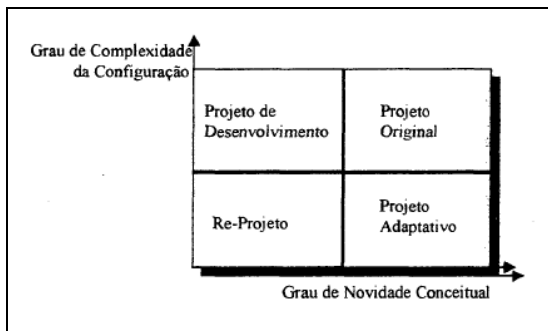 Grau de Complexidade
da Configuração
Projeto de
Desenvolvimento
Projeto
Original
Re-Projeto
Projeto
Adaptativo
Grau de Novidade Conceitual